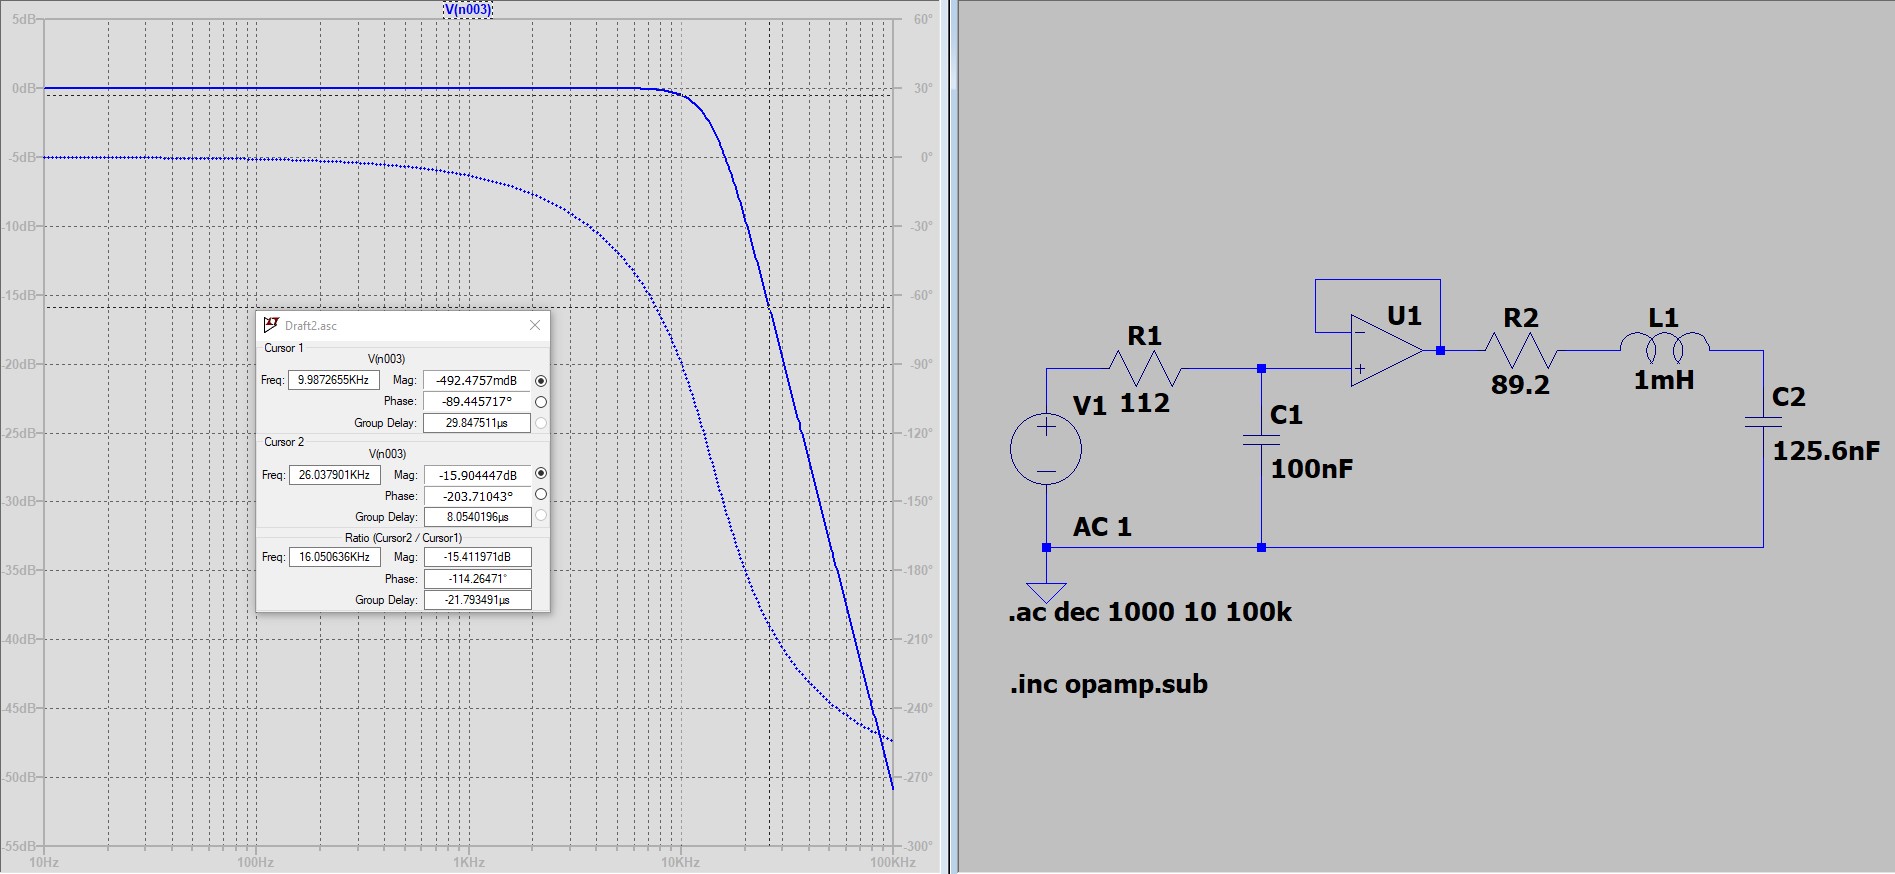 V(n003)
5dB
0dB
-5dB
-10dB
-15dB
-20dB
-25dB
-30dB
-35dB
-40dB
-45dB
-50dB
-55dB
60°
30°
0°
-30°
-60°
-90°
-120°
-150°
-180°
-210°
-240°
-270°
-300°
10Hz 100Hz 1KHz 10KHz 100KHz
Draft2.asc
Cursor 1
V(n003)
Freq: 9.9872655KHz Mag: -492.4757mdB
Phase: -89.445717°
Group Delay: 29.847511µs
Cursor 2
V(n003)
Freq: 26.037901KHz Mag: -15.904447dB
Phase: -203.71043°
Group Delay: 8.0540196µs
Ratio (Cursor2 / Cursor1)
Freq: 16.050636KHz Mag: -15.411971dB
Phase: -114.26471°
Group Delay: -21.793491µs
U1
R2
L1
R1
89.2
1mH
V1
112
C1
100nF
C2
125.6nF
AC 1
.ac dec 1000 10 100k
.inc opamp.sub